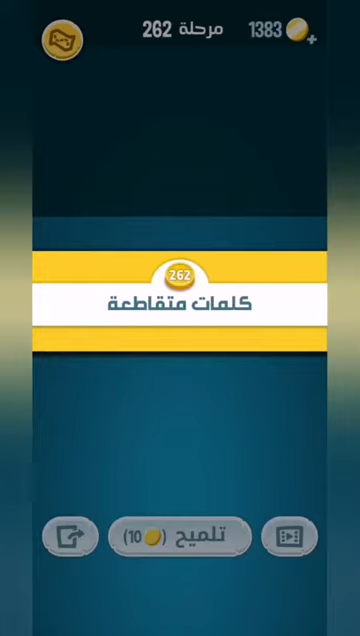 مرحلة 262
1383
262
كلمات متقاطعة
تلميح (10)